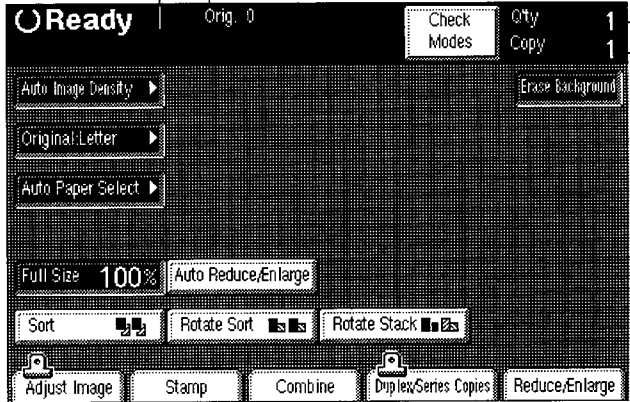 Ready Orig. 0 Check Modes Q'ty 1
Copy 1
Auto Image Density Erase Background
Original:Letter
Auto Paper Select
Full Size 100% Auto Reduce/Enlarge
Sort Rotate Sort Rotate Stack
Adjust Image Stamp Combine Duplex/Series Copies Reduce/Enlarge